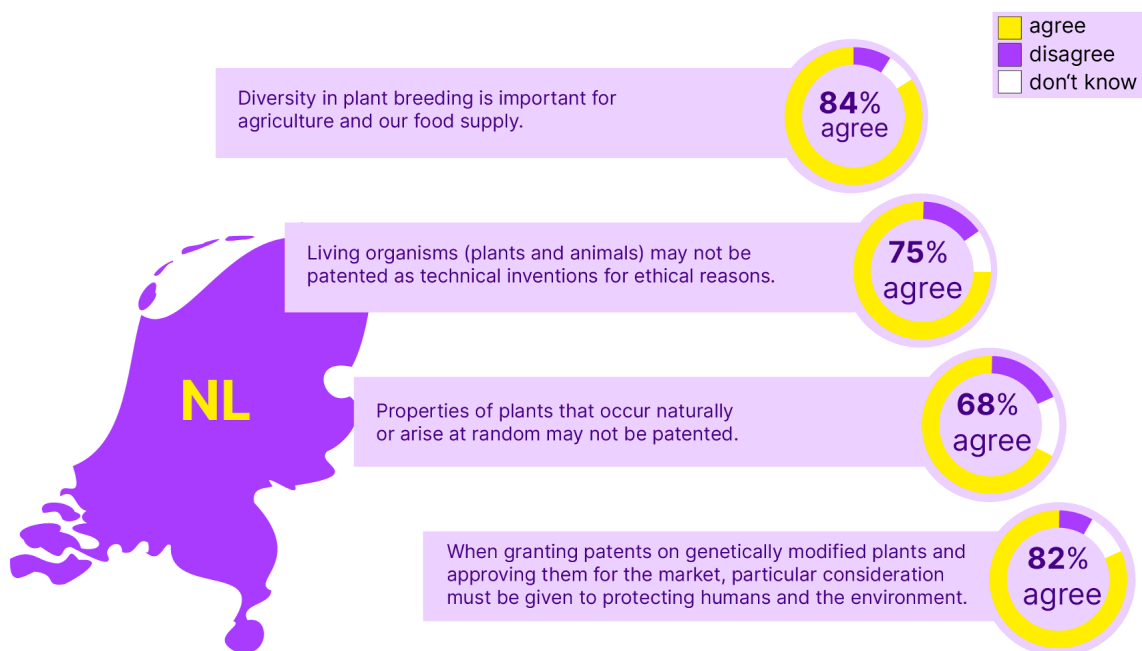 agree
disagree
don't know
Diversity in plant breeding is important for
agriculture and our food supply.
84%
agree
Living organisms (plants and animals) may not be
patented as technical inventions for ethical reasons.
75%
agree
NL
Properties of plants that occur naturally
or arise at random may not be patented.
68%
agree
When granting patents on genetically modified plants and
approving them for the market, particular consideration
must be given to protecting humans and the environment.
82%
agree